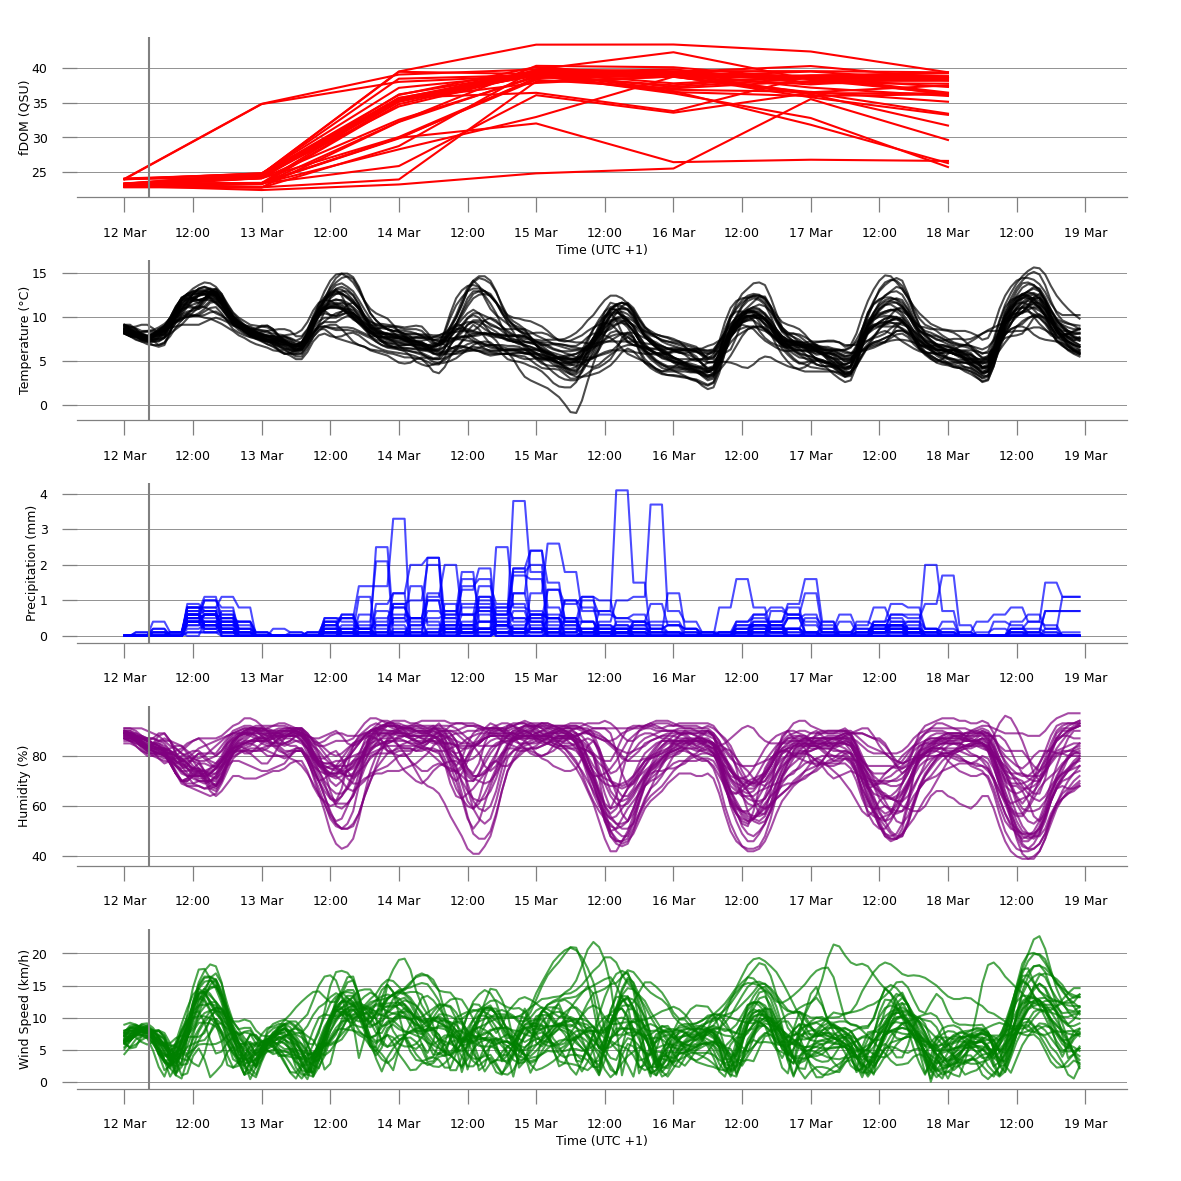 40
35
30
25
fDOM (QSU)
12 Mar 12:00 13 Mar 12:00 14 Mar 12:00 15 Mar 12:00 16 Mar 12:00 17 Mar 12:00 18 Mar 12:00 19 Mar
Time (UTC +1)
15
10
5
0
Temperature (°C)
12 Mar 12:00 13 Mar 12:00 14 Mar 12:00 15 Mar 12:00 16 Mar 12:00 17 Mar 12:00 18 Mar 12:00 19 Mar
4
3
2
1
0
Precipitation (mm)
12 Mar 12:00 13 Mar 12:00 14 Mar 12:00 15 Mar 12:00 16 Mar 12:00 17 Mar 12:00 18 Mar 12:00 19 Mar
80
60
40
Humidity (%)
12 Mar 12:00 13 Mar 12:00 14 Mar 12:00 15 Mar 12:00 16 Mar 12:00 17 Mar 12:00 18 Mar 12:00 19 Mar
20
15
10
5
0
Wind Speed (km/h)
12 Mar 12:00 13 Mar 12:00 14 Mar 12:00 15 Mar 12:00 16 Mar 12:00 17 Mar 12:00 18 Mar 12:00 19 Mar
Time (UTC +1)